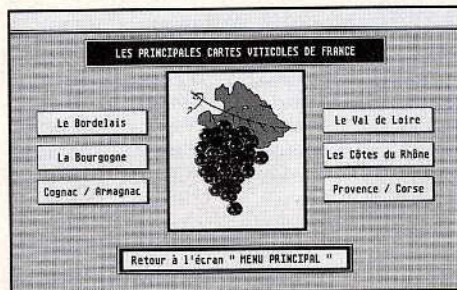 LES PRINCIPALES CARTES VITICOLES DE FRANCE
Le Bordelais
La Bourgogne
Cognac / Armagnac
Le Val de Loire
Les Côtes du Rhône
Provence / Corse
Retour à l'écran " MENU PRINCIPAL "